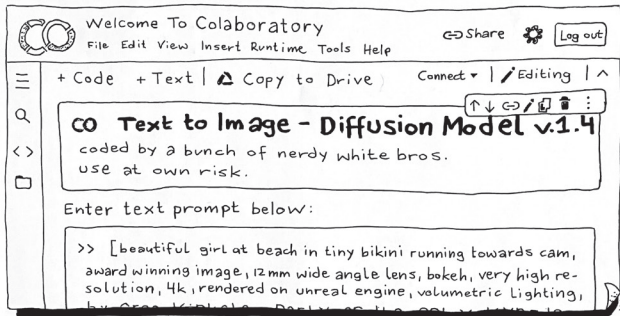 Welcome To Colaboratory
File Edit View Insert Runtime Tools Help
Share
Log out
+ Code + Text | Copy to Drive
Connect
Editing
CO Text to Image - Diffusion Model v.1.4
coded by a bunch of nerdy white bros.
use at own risk.
Enter text prompt below:
>> [beautiful girl at beach in tiny bikini running towards cam,
award winning image, 12mm wide angle lens, bokeh, very high re-
solution, 4k, rendered on unreal engine, volumetric lighting,